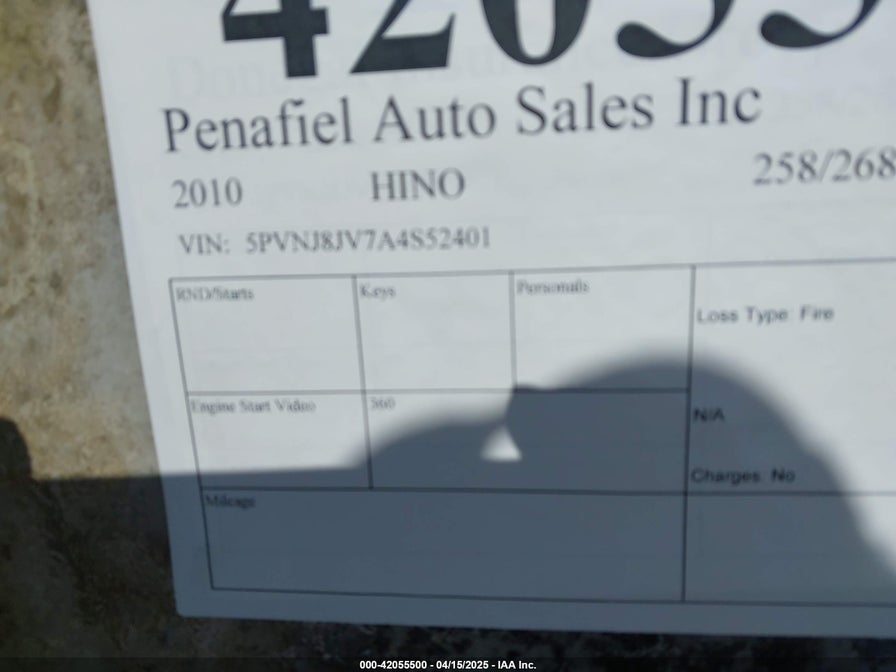 42055
Penafiel Auto Sales Inc
2010 HINO 258/268
VIN: 5PVNJ8JV7A4S52401
RND/Starts Keys Personals
Loss Type: Fire
Engine Start Video 360
N/A
Charges: No
Mileage
000-42055500 - 04/15/2025 - IAA Inc.